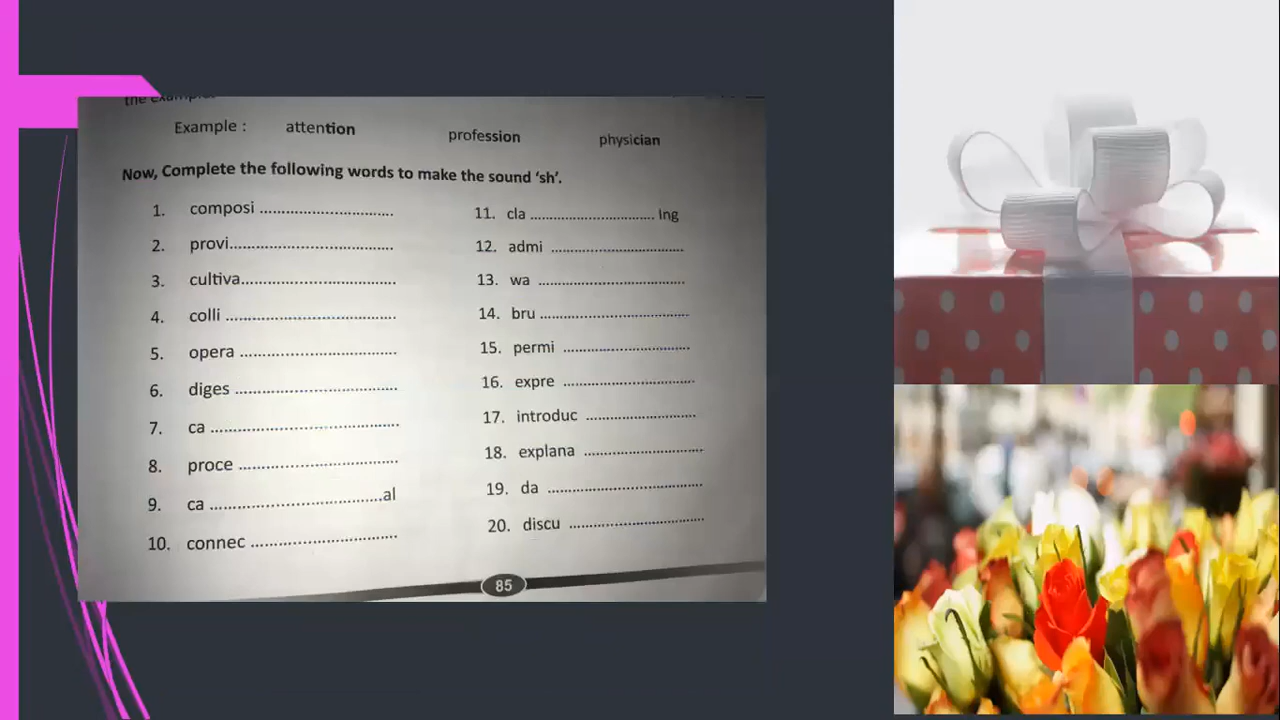 the example.
Example : attention profession physician
Now, Complete the following words to make the sound ‘sh’.
1. composi ................................
2. provi.......................................
3. cultiva.....................................
4. colli .........................................
5. opera ......................................
6. diges .......................................
7. ca .............................................
8. proce ......................................
9. ca ..........................................al
10. connec ...................................
11. cla .............................. Ing
12. admi ................................
13. wa ...................................
14. bru ....................................
15. permi ...............................
16. expre ................................
17. introduc ...........................
18. explana .............................
19. da ......................................
20. discu .................................
85